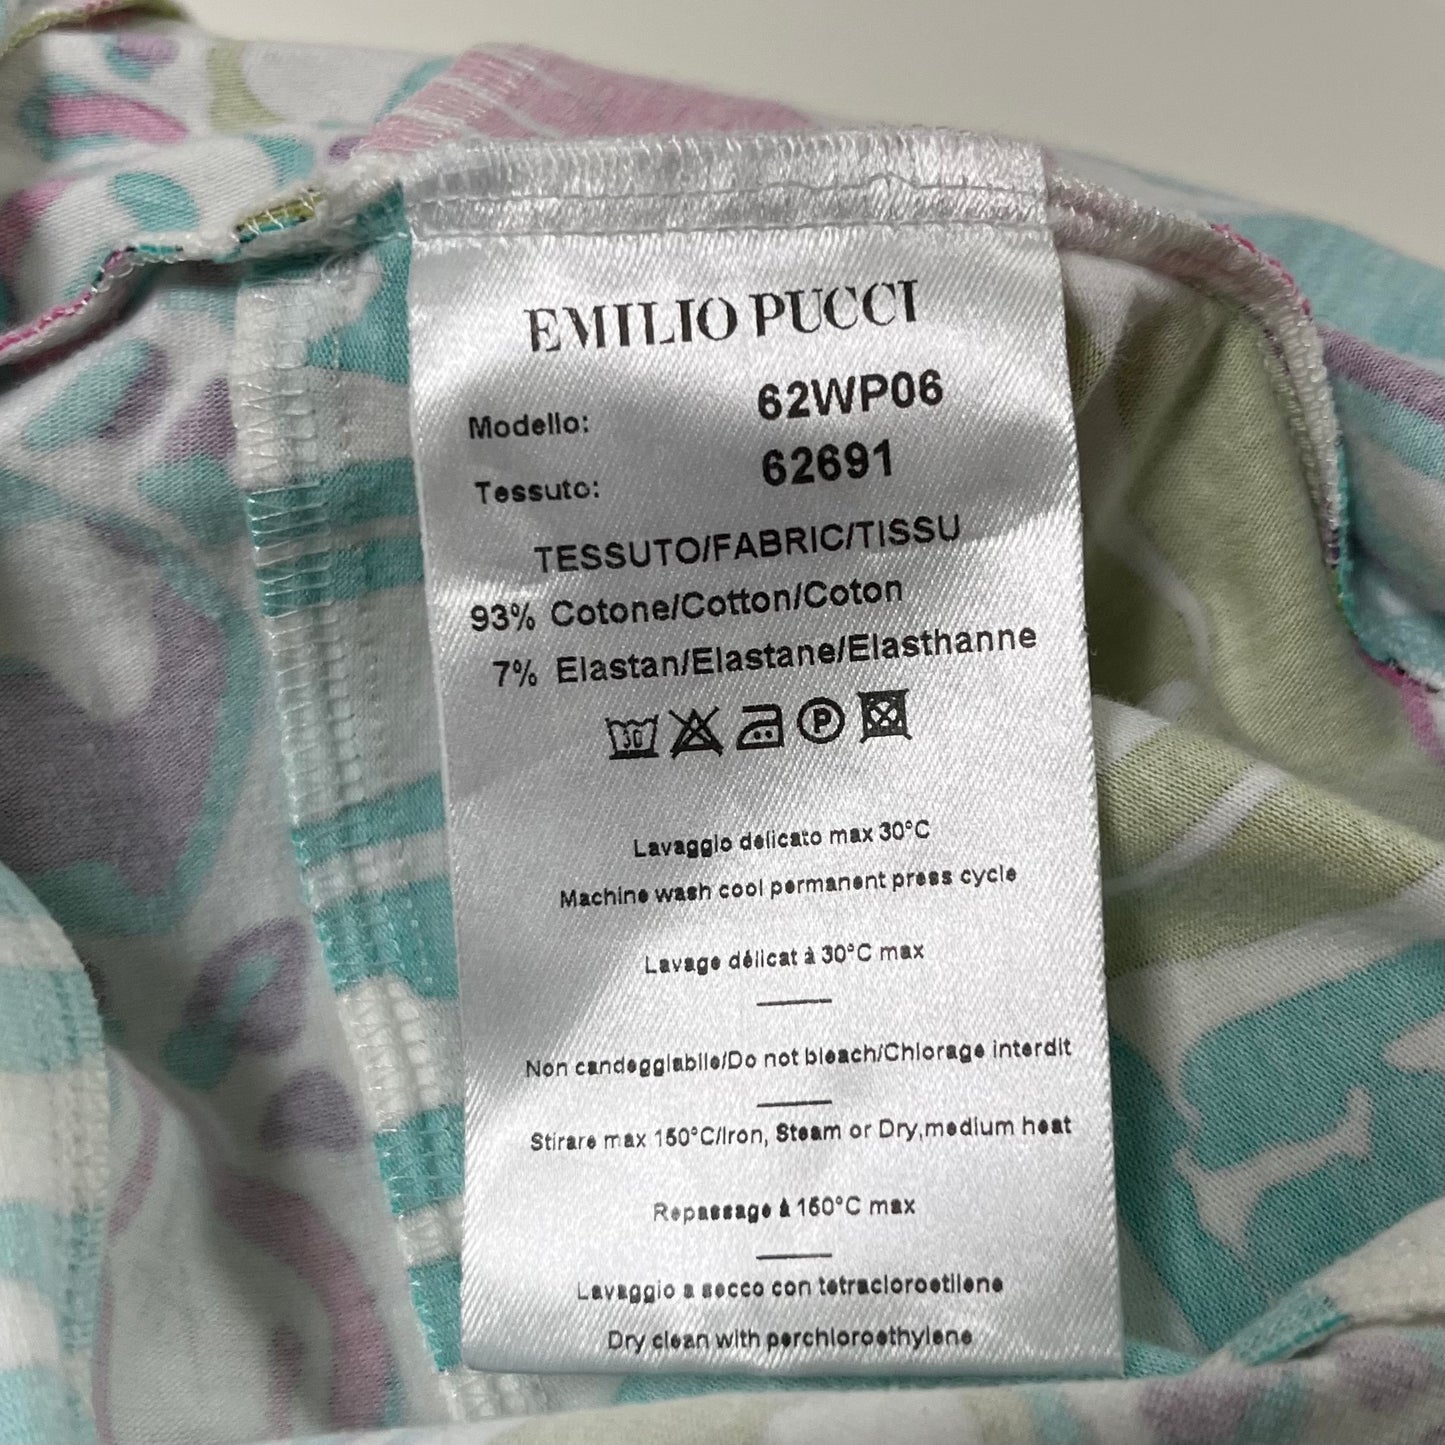 EMILIO PUCCI
Modello: 62WP06
Tessuto: 62691
TESSUTO/FABRIC/TISSU
93% Cotone/Cotton/Coton
7% Elastan/Elastane/Elasthanne
30 P
Lavaggio delicato max 30°C
Machine wash cool permanent press cycle
Lavage délicat à 30°C max
Non candeggiabile/Do not bleach/Chlorage interdit
Stirare max 150°C/Iron, Steam or Dry,medium heat
Repassage à 150°C max
Lavaggio a secco con tetracloroetilene
Dry clean with perchloroethylene